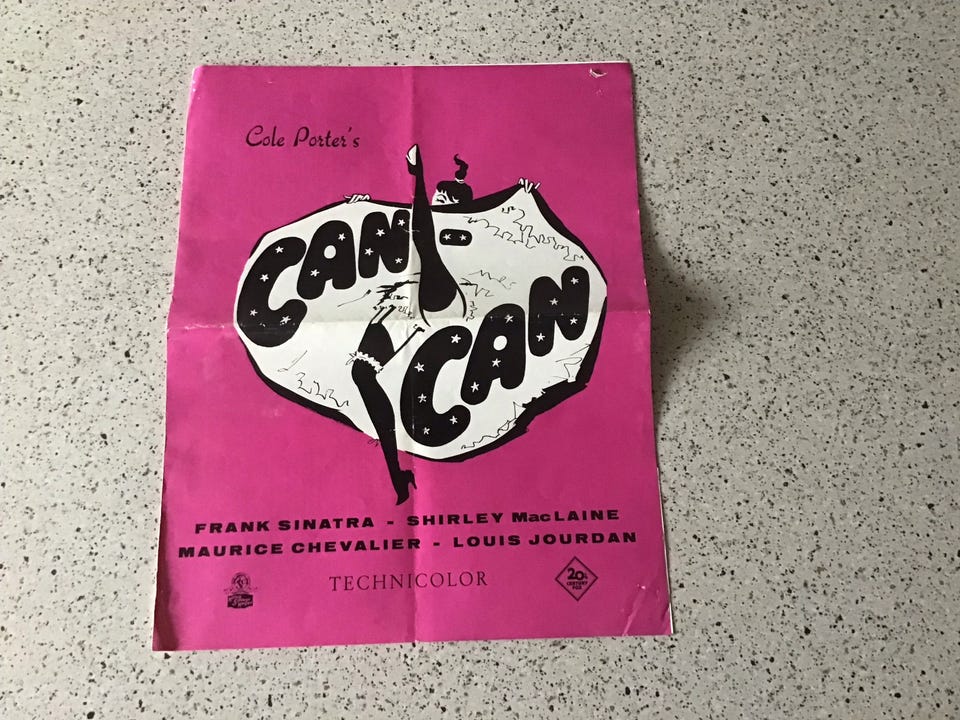 Cole Porter's
CAN-
CAN
FRANK SINATRA - SHIRLEY MacLAINE
MAURICE CHEVALIER - LOUIS JOURDAN
TECHNICOLOR
20th
CENTURY
FOX